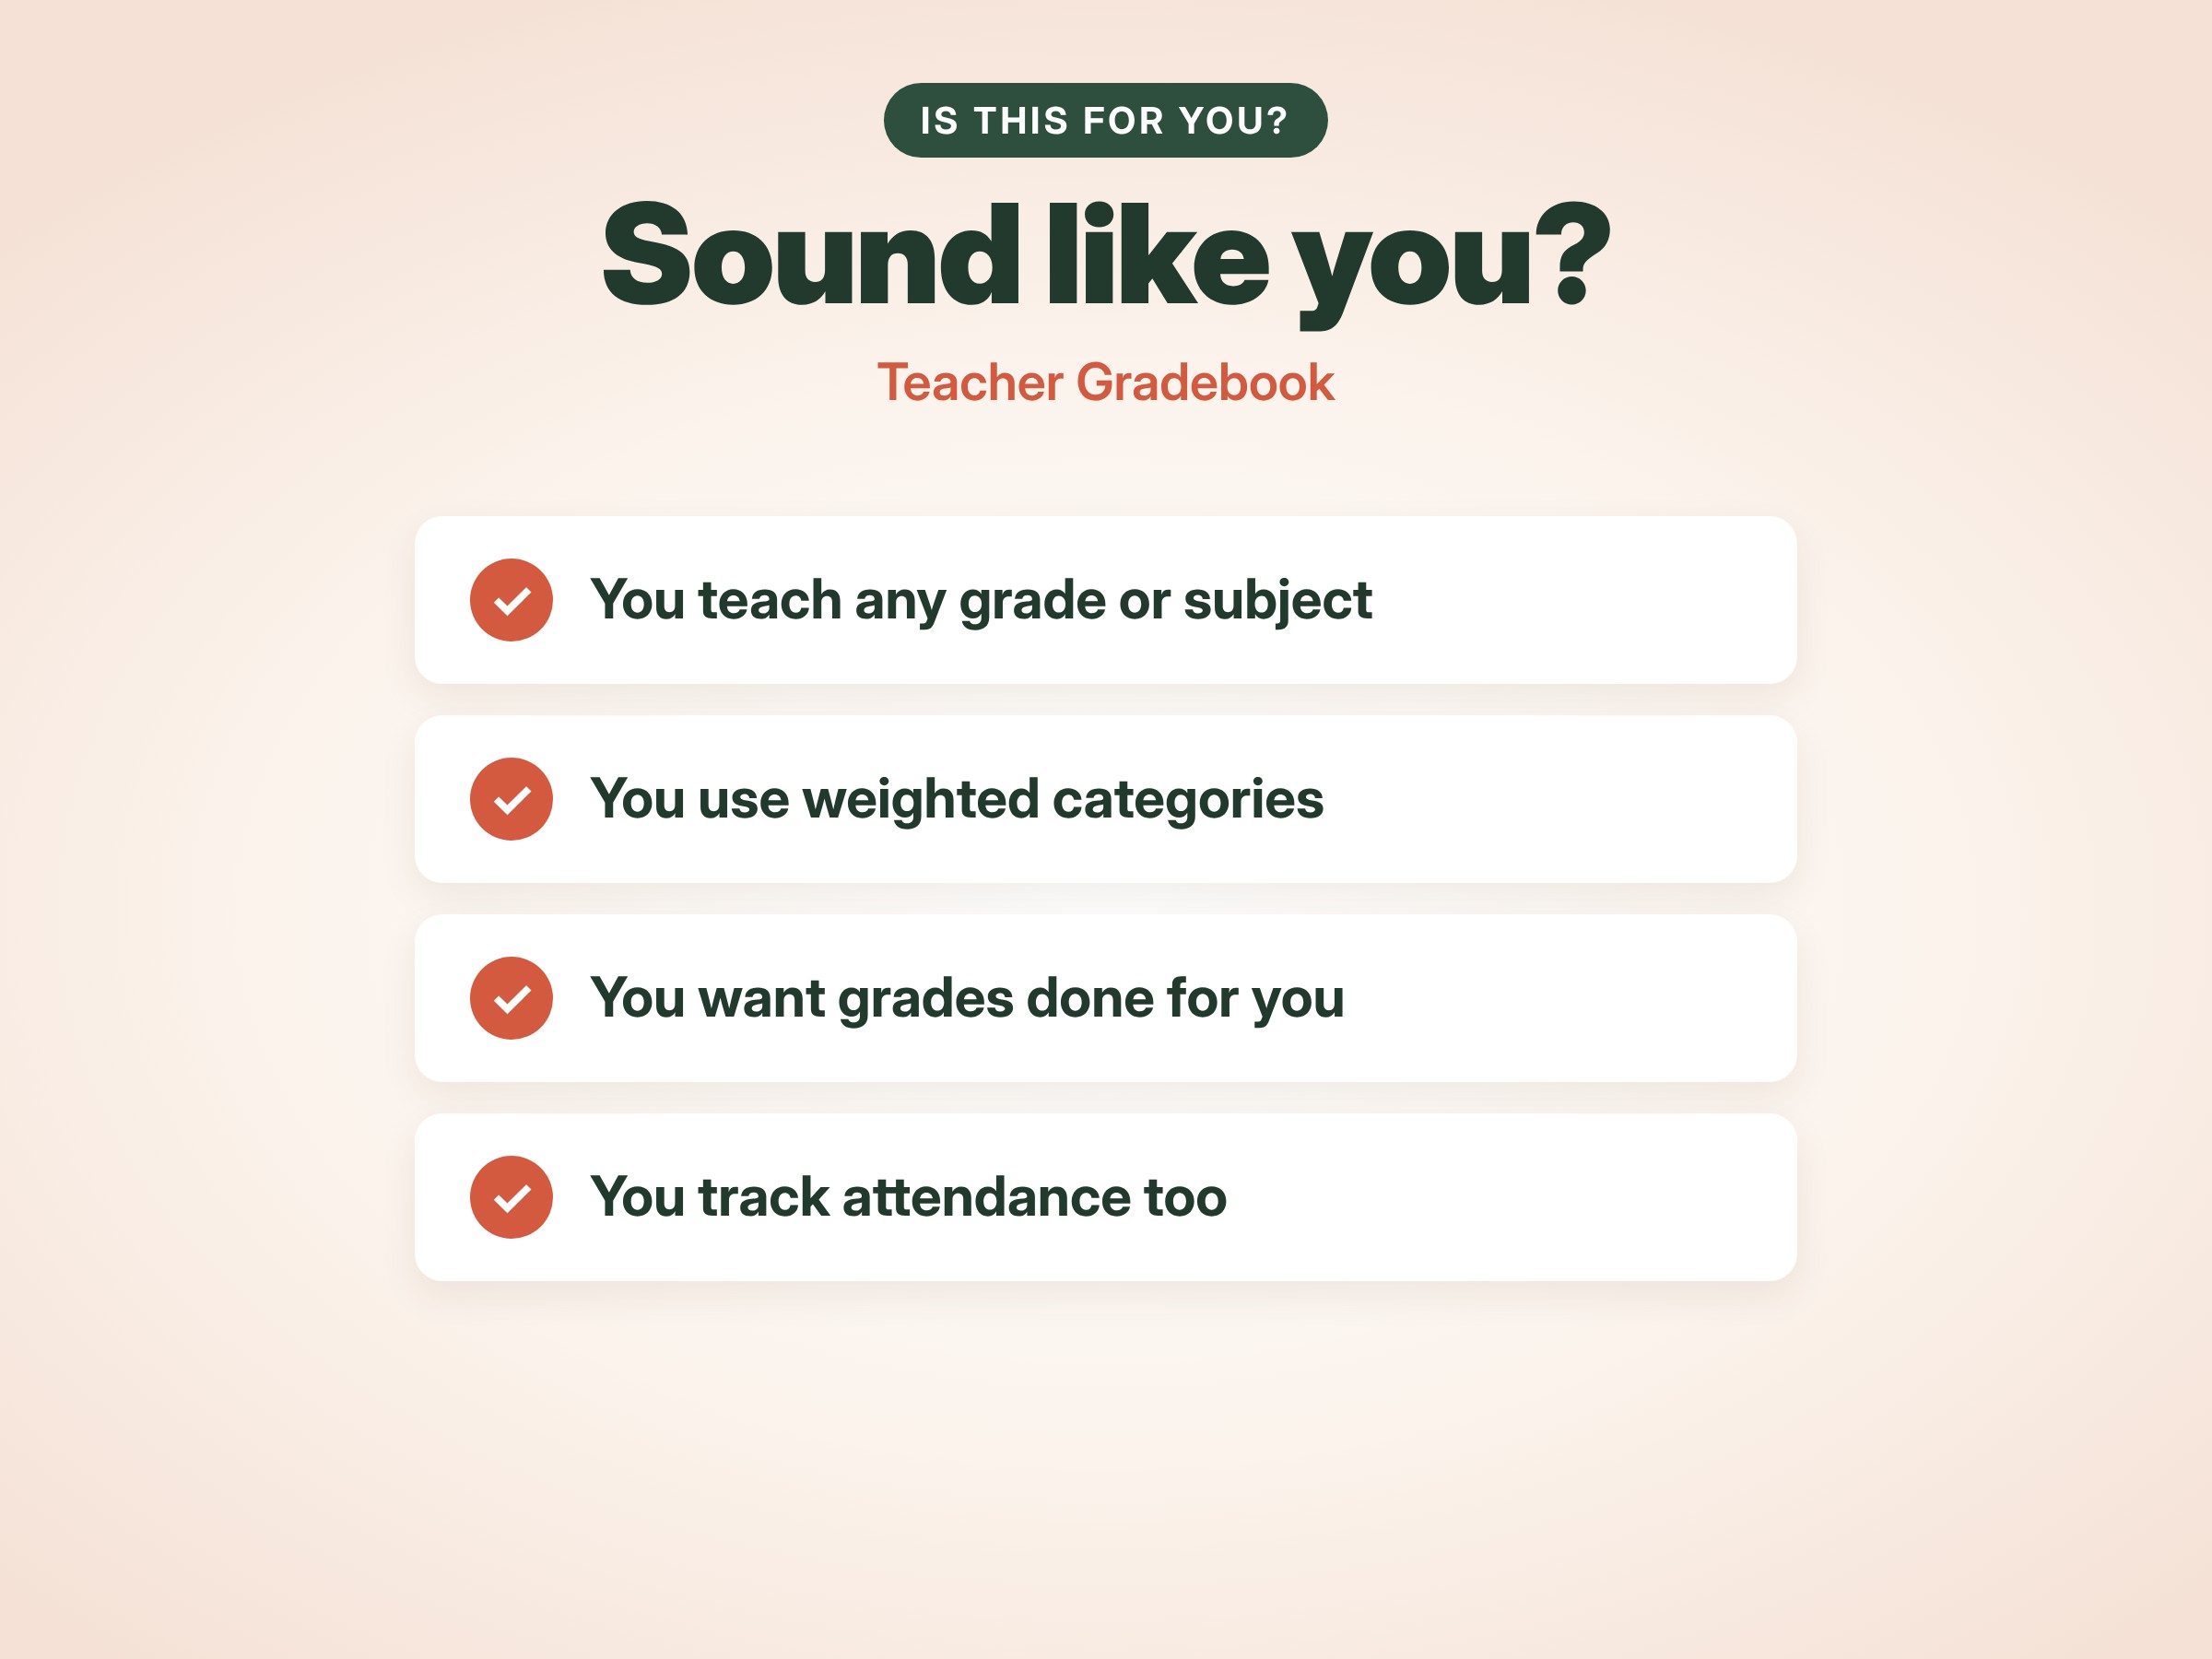 IS THIS FOR YOU?
Sound like you?
Teacher Gradebook
You teach any grade or subject
You use weighted categories
You want grades done for you
You track attendance too